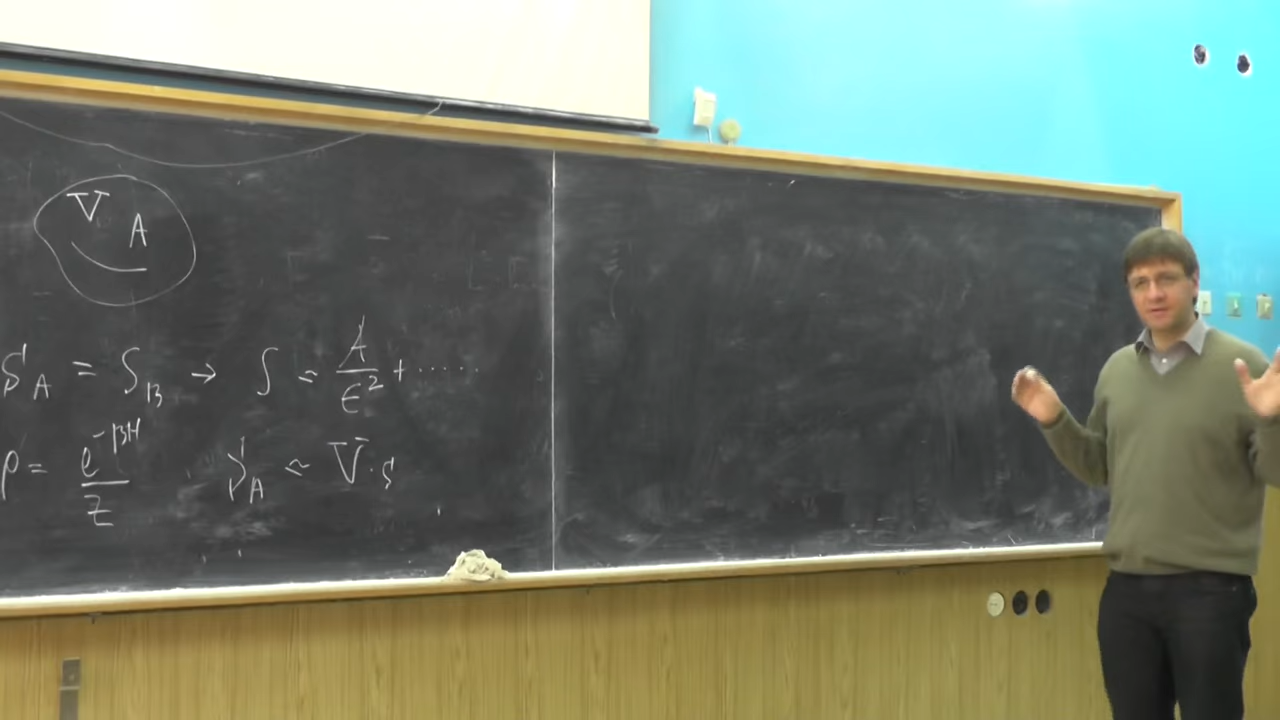 V
A
S_A = S_B → S ≃ A/ε² + .....
ρ = e^{-βH}/Z S_A ≃ V·s